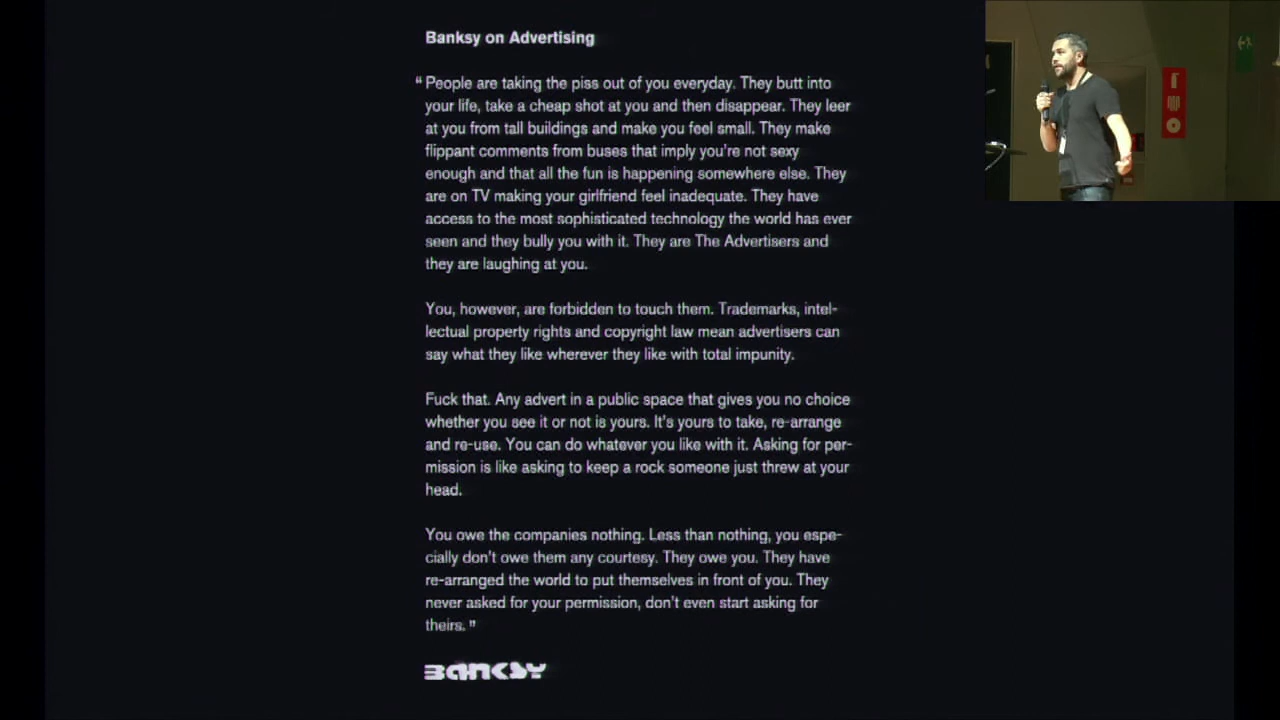 Banksy on Advertising
“ People are taking the piss out of you everyday. They butt into
your life, take a cheap shot at you and then disappear. They leer
at you from tall buildings and make you feel small. They make
flippant comments from buses that imply you're not sexy
enough and that all the fun is happening somewhere else. They
are on TV making your girlfriend feel inadequate. They have
access to the most sophisticated technology the world has ever
seen and they bully you with it. They are The Advertisers and
they are laughing at you.
You, however, are forbidden to touch them. Trademarks, intel-
lectual property rights and copyright law mean advertisers can
say what they like wherever they like with total impunity.
Fuck that. Any advert in a public space that gives you no choice
whether you see it or not is yours. It's yours to take, re-arrange
and re-use. You can do whatever you like with it. Asking for per-
mission is like asking to keep a rock someone just threw at your
head.
You owe the companies nothing. Less than nothing, you espe-
cially don't owe them any courtesy. They owe you. They have
re-arranged the world to put themselves in front of you. They
never asked for your permission, don't even start asking for
theirs. ”
BANKSY